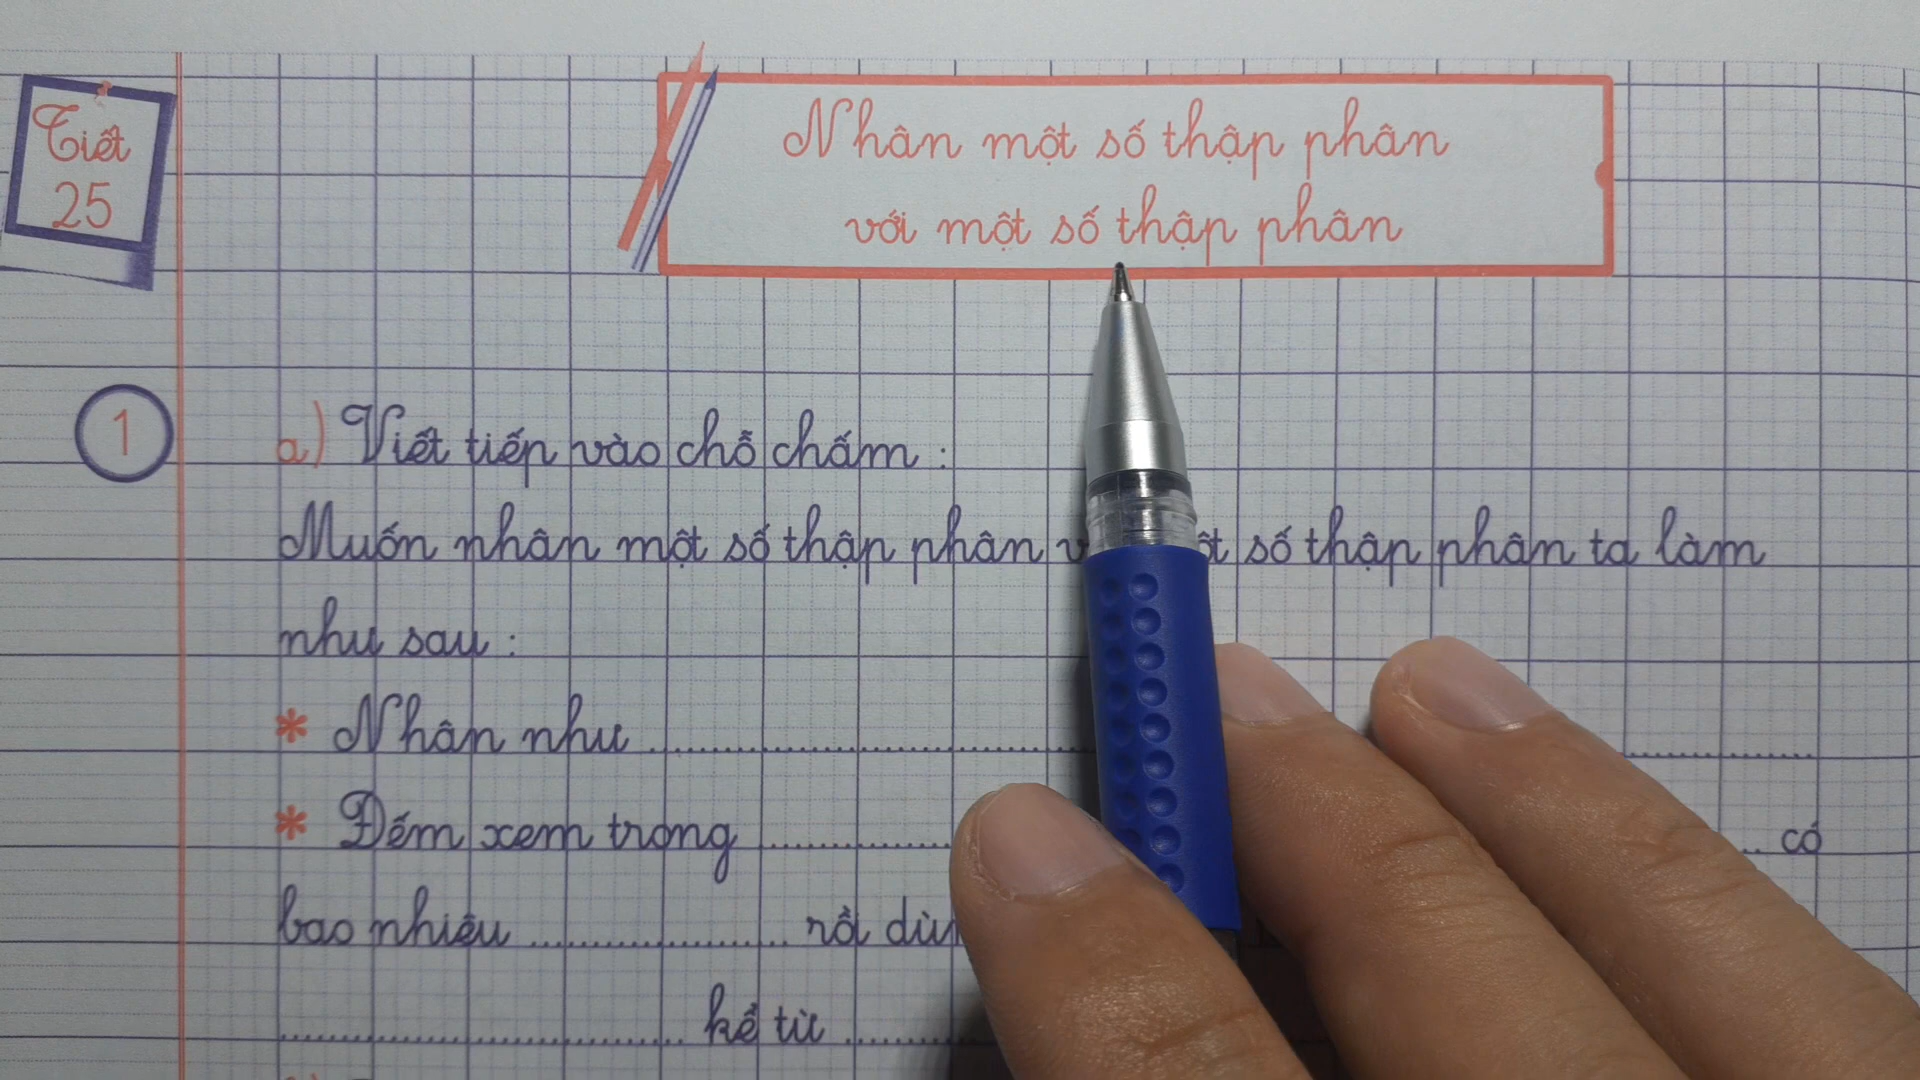 Tiết
25
Nhân một số thập phân
với một số thập phân
1
a) Viết tiếp vào chỗ chấm :
Muốn nhân một số thập phân số thập phân ta làm
như sau :
* Nhân như ........................................
* Đếm xem trong .................... có
bao nhiêu .................... rồi
.............................. kể từ ..........